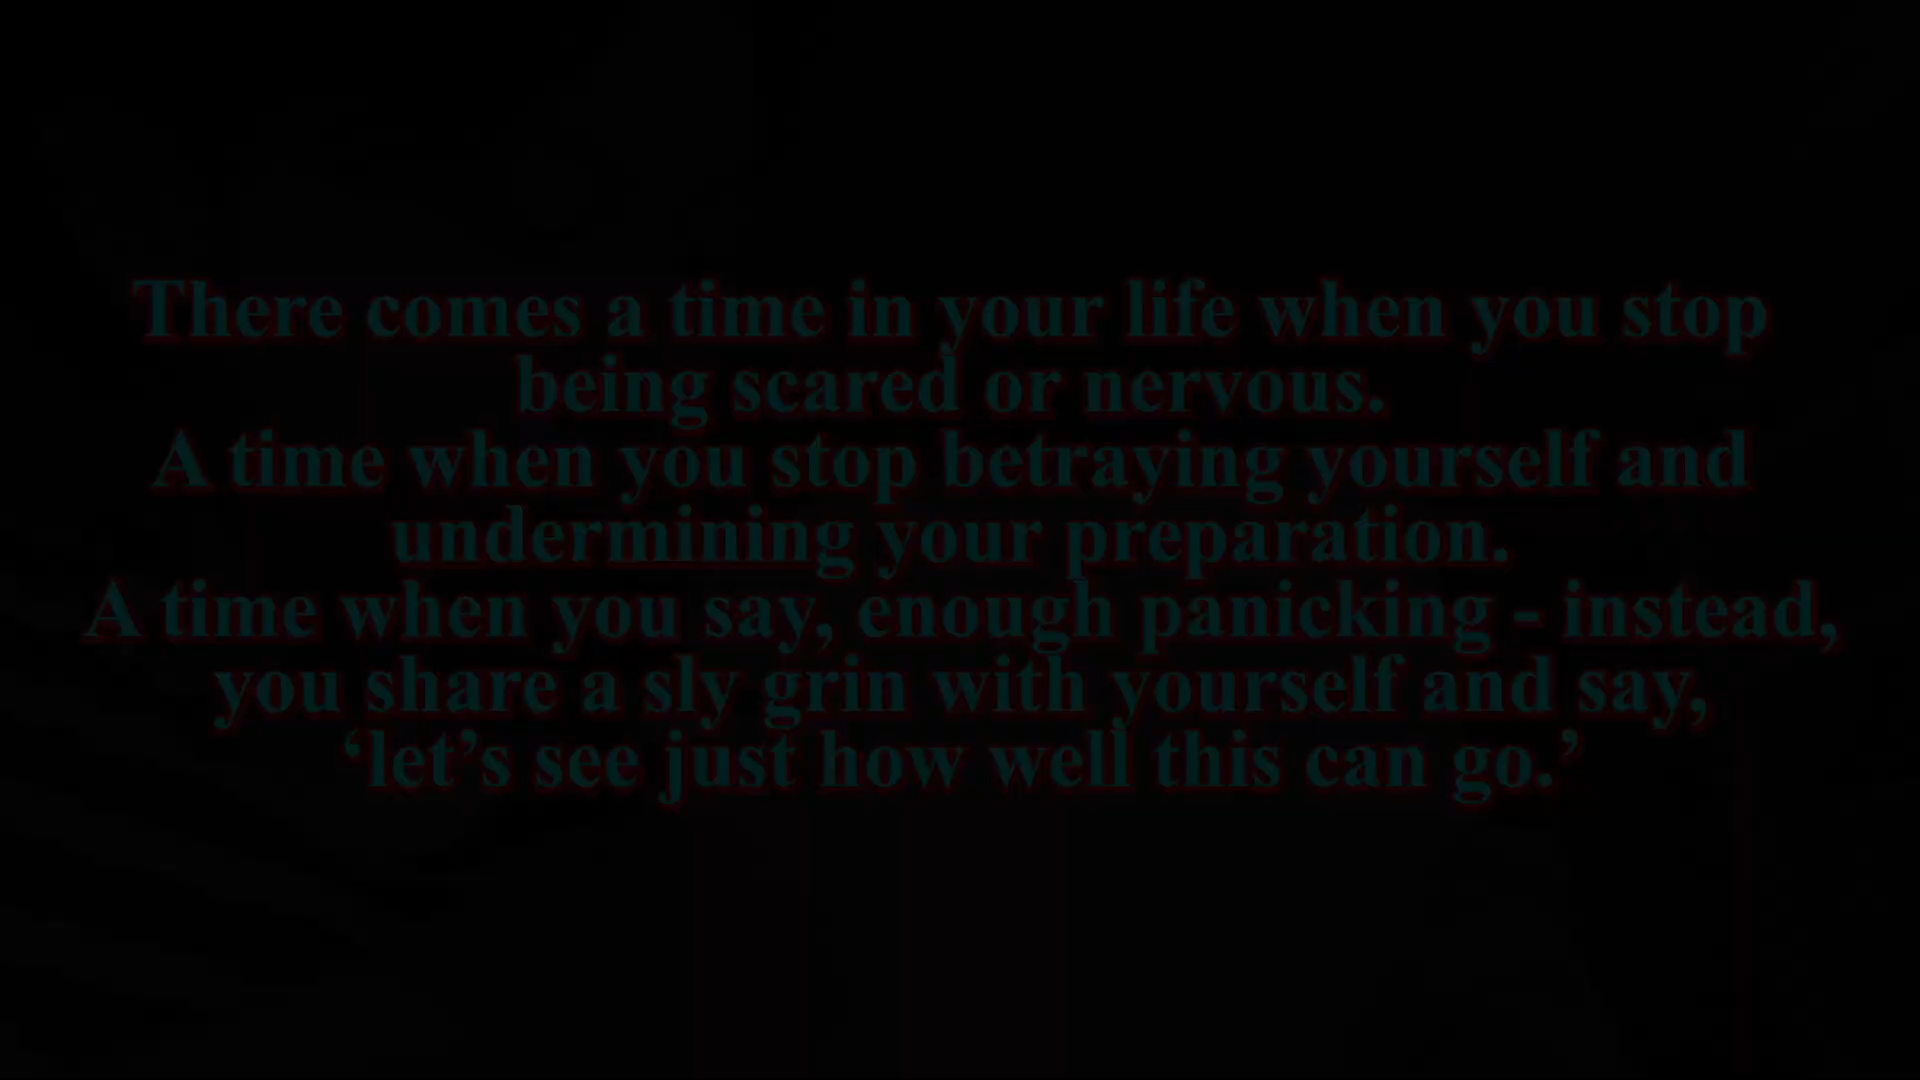 There comes a time in your life when you stop
being scared or nervous.
A time when you stop betraying yourself and
undermining your preparation.
A time when you say, enough panicking - instead,
you share a sly grin with yourself and say,
‘let’s see just how well this can go.’